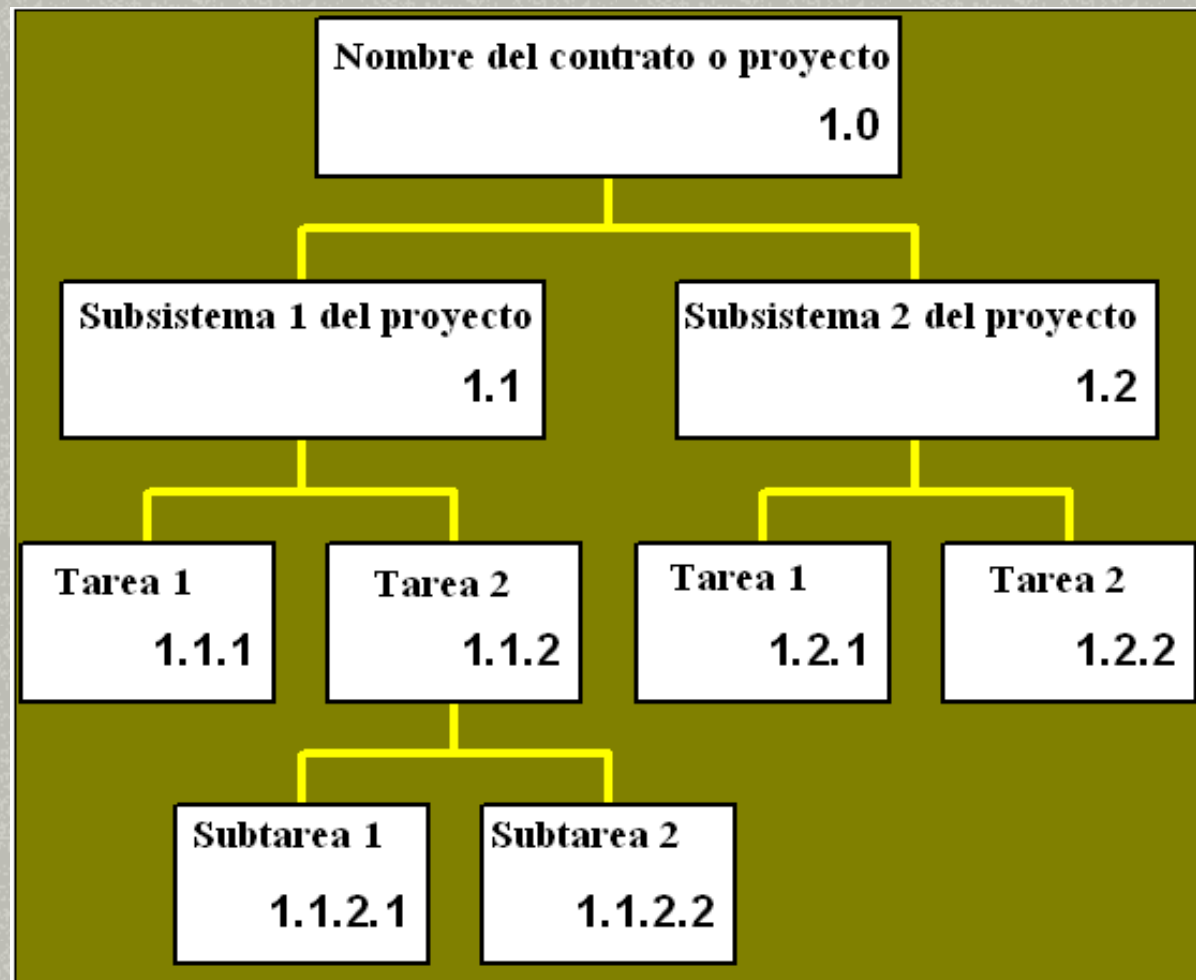 Nombre del contrato o proyecto
1.0
Subsistema 1 del proyecto
1.1
Subsistema 2 del proyecto
1.2
Tarea 1
1.1.1
Tarea 2
1.1.2
Tarea 1
1.2.1
Tarea 2
1.2.2
Subtarea 1
1.1.2.1
Subtarea 2
1.1.2.2